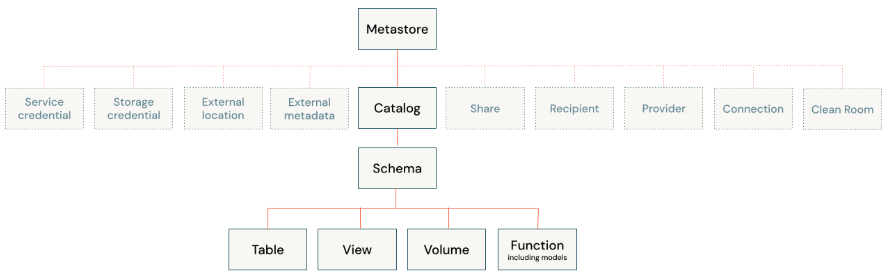 Metastore
Service
credential
Storage
credential
External
location
External
metadata
Catalog
Share
Recipient
Provider
Connection
Clean Room
Schema
Table
View
Volume
Function
including models